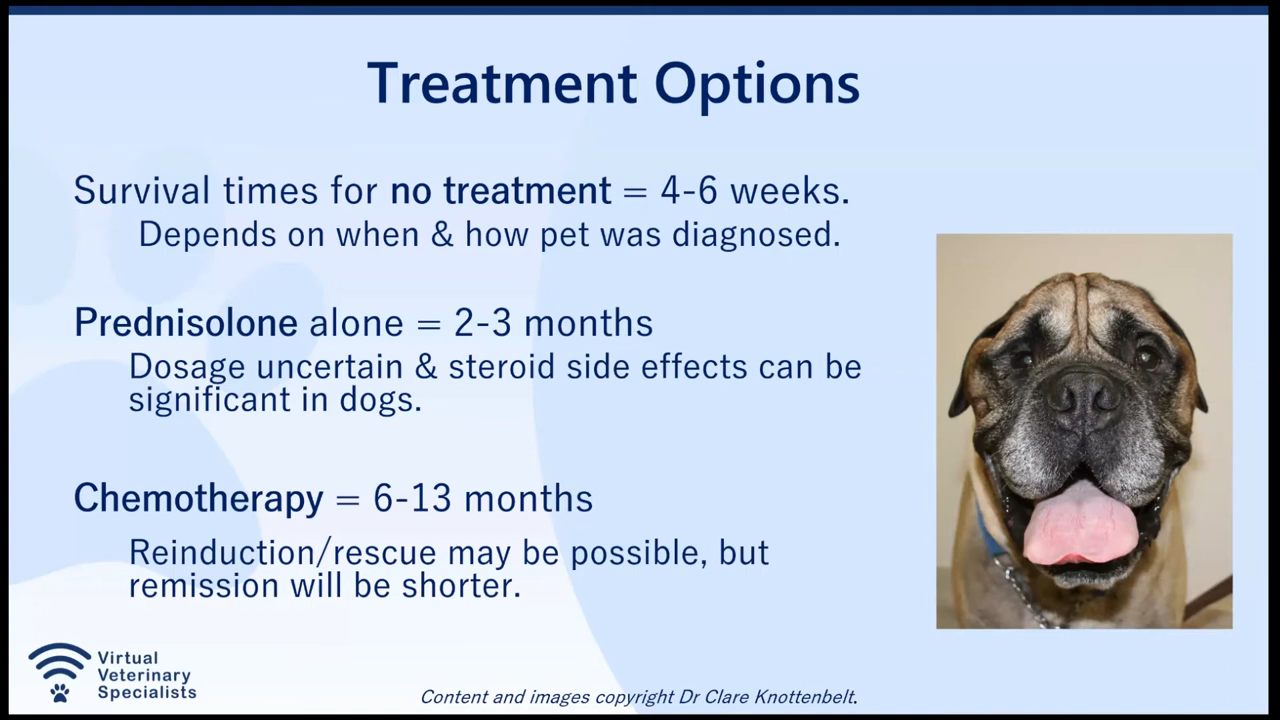 Treatment Options
Survival times for no treatment = 4-6 weeks.
Depends on when & how pet was diagnosed.
Prednisolone alone = 2-3 months
Dosage uncertain & steroid side effects can be
significant in dogs.
Chemotherapy = 6-13 months
Reinduction/rescue may be possible, but
remission will be shorter.
Virtual
Veterinary
Specialists
Content and images copyright Dr Clare Knottenbelt.